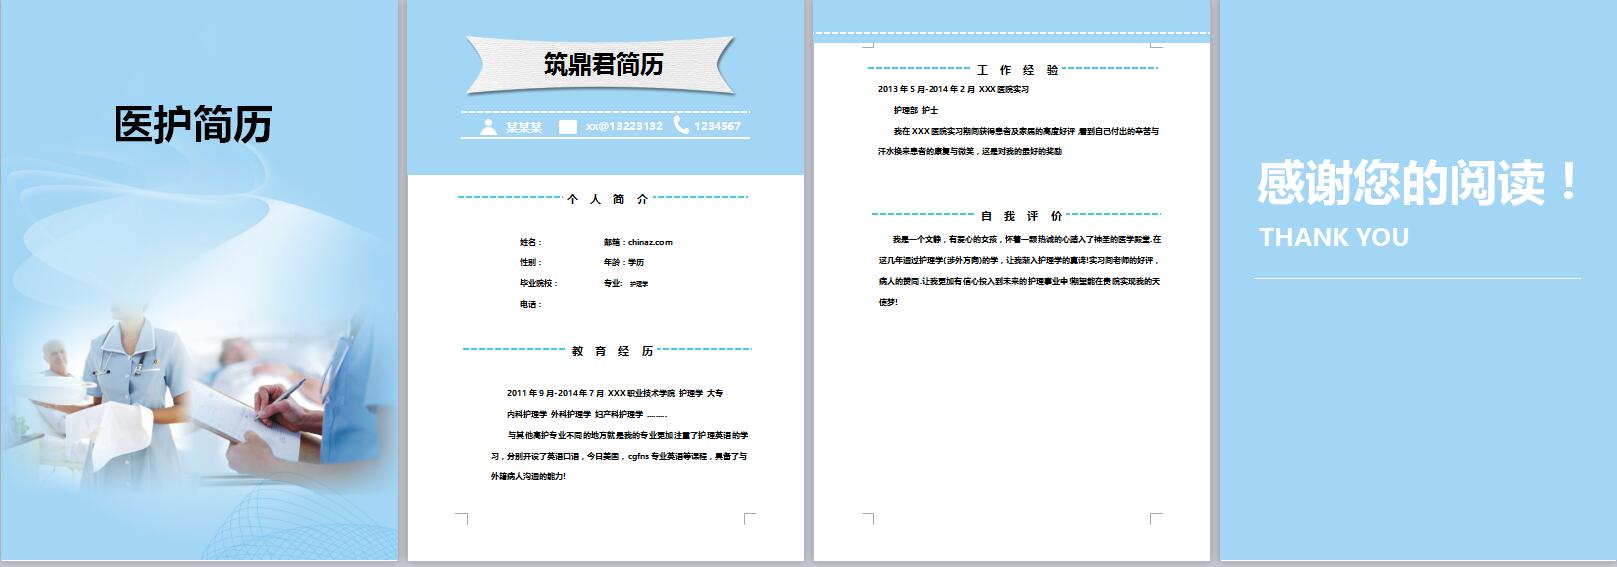 医护简历
筑鼎君简历
某某某 xx@13223132 1234567
个 人 简 介
姓名： 邮箱：chinaz.com
性别： 年龄：学历
毕业院校： 专业: 护理学
电话：
教 育 经 历
2011 年 9 月-2014 年 7 月 XXX 职业技术学院 护理学 大专
内科护理学 外科护理学 妇产科护理学 .........
与其他高护专业不同的地方就是我的专业更加注重了护理英语的学
习，分别开设了英语口语，今日美国， cgfns 专业英语等课程，具备了与
外籍病人沟通的能力!
工 作 经 验
2013 年 5 月-2014 年 2 月 XXX 医院实习
护理部 护士
我在 XXX 医院实习期间获得患者及家属的高度好评 ,看到自己付出的辛苦与
汗水换来患者的康复与微笑，这是对我的最好的奖励
自 我 评 价
我是一个文静，有爱心的女孩，怀着一颗热诚的心踏入了神圣的医学殿堂.在
这几年通过护理学(涉外方向)的学，让我渐入护理学的真谛!实习间老师的好评，
病人的赞同.让我更加有信心投入到未来的护理事业中!期望能在贵院实现我的天
使梦!
感谢您的阅读！
THANK YOU